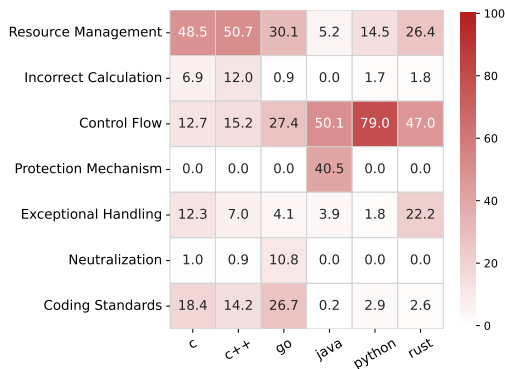 Resource Management 48.5 50.7 30.1 5.2 14.5 26.4
Incorrect Calculation 6.9 12.0 0.9 0.0 1.7 1.8
Control Flow 12.7 15.2 27.4 50.1 79.0 47.0
Protection Mechanism 0.0 0.0 0.0 40.5 0.0 0.0
Exceptional Handling 12.3 7.0 4.1 3.9 1.8 22.2
Neutralization 1.0 0.9 10.8 0.0 0.0 0.0
Coding Standards 18.4 14.2 26.7 0.2 2.9 2.6
c c++ go java python rust
100
80
60
40
20
0